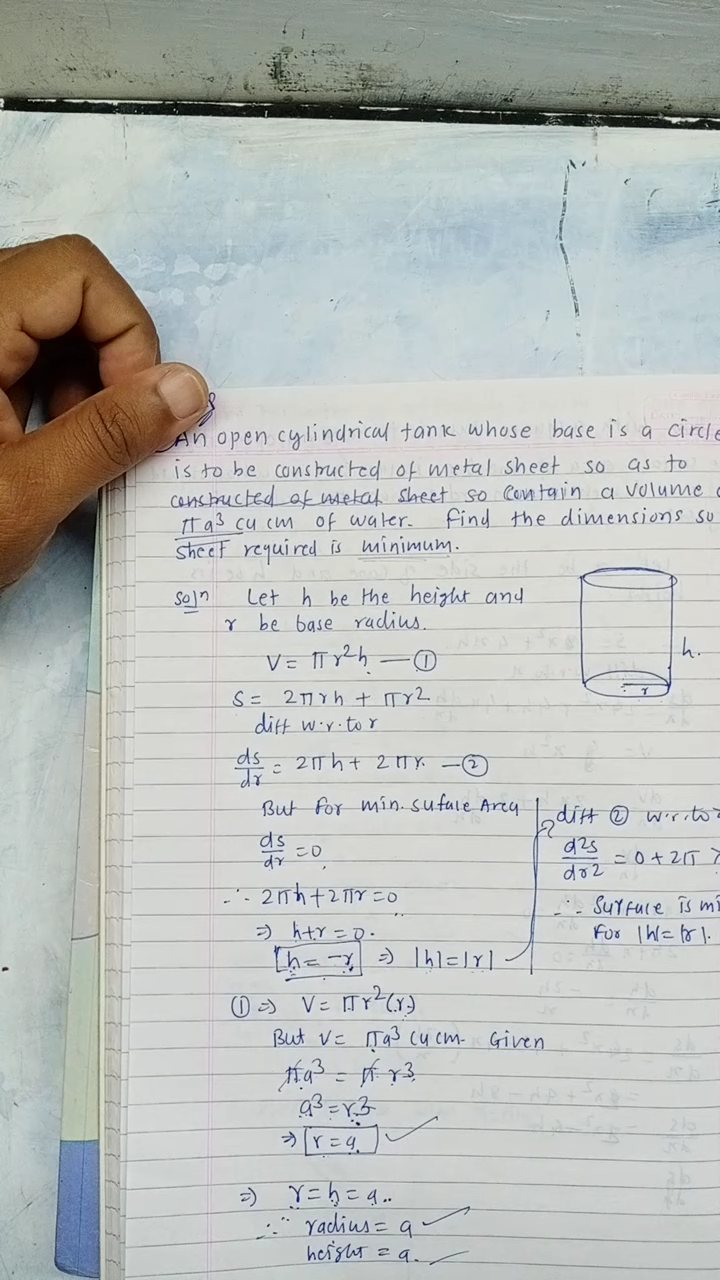 An open cylindrical tank whose base is a circle
is to be constructed of metal sheet so as to
constructed of metal sheet so contain a volume
πa³ cu cm of water. Find the dimensions so
sheet required is minimum.
Soln Let h be the height and
r be base radius.
h.
r
V = πr²h — ①
S = 2πrh + πr²
diff w.r.to r
ds/dr = 2πh + 2πr. — ②
But for min. suface Area
ds/dr = 0
∴ 2πh + 2πr = 0
⇒ h+r = 0.
h = -r ⇒ |h| = |r|
diff ② w.r.to
d2s/dr2 = 0 + 2π >
∴ Surface is mi
For |h| = |r|.
① ⇒ V = πr²(r)
But V = πa³ cu cm. Given
πa³ = π r3
a³ = r3
⇒ r = a
⇒ r = h = a..
∴ radius = a
height = a.